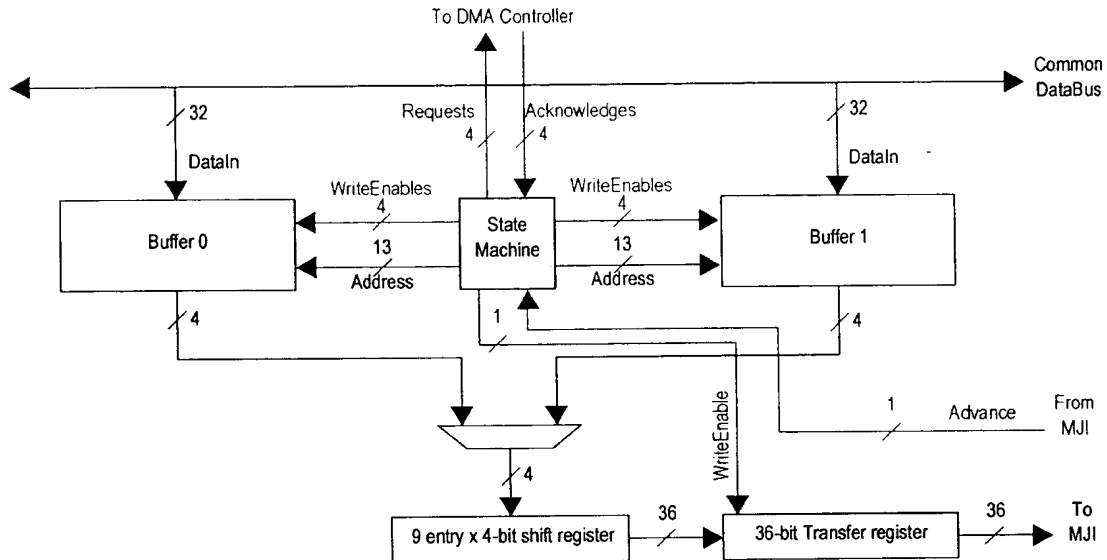 To DMA Controller
Common
DataBus
32
Requests
4
Acknowledges
4
32
DataIn
DataIn
WriteEnables
4
WriteEnables
4
Buffer 0
State
Machine
Buffer 1
13
Address
13
Address
4
1
4
WriteEnable
1
Advance
From
MJI
4
9 entry x 4-bit shift register
36
36-bit Transfer register
36
To
MJI